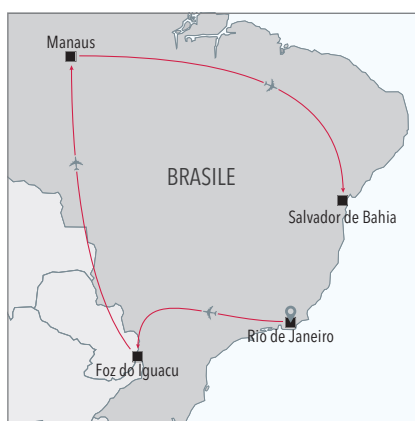 Manaus
BRASILE
Salvador de Bahia
Rio de Janeiro
Foz do Iguacu